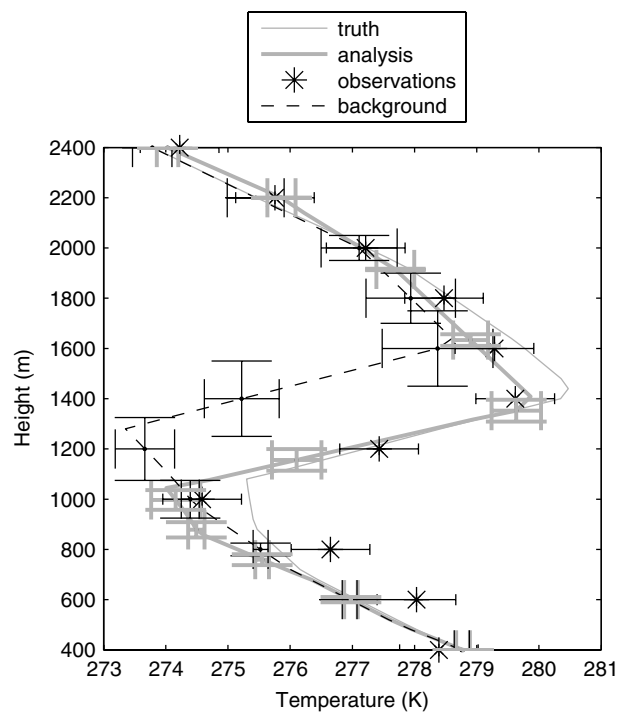 truth
analysis
observations
background
2400
2200
2000
1800
1600
1400
1200
1000
800
600
400
Height (m)
273 274 275 276 277 278 279 280 281
Temperature (K)